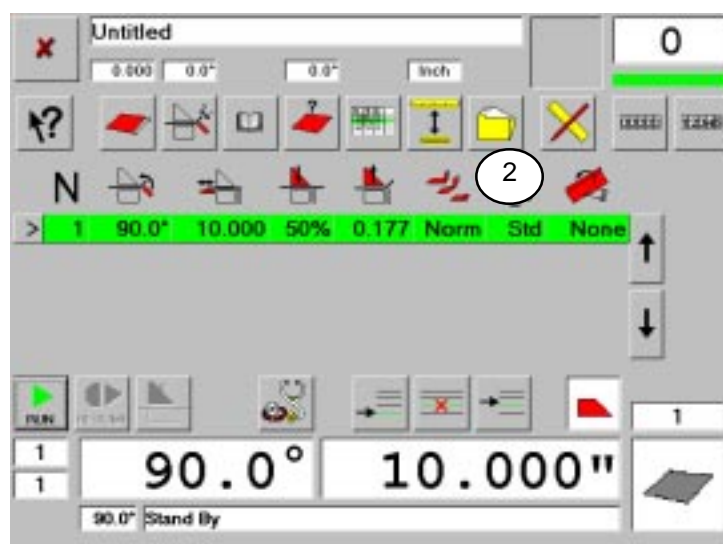 Untitled
0
0.000 0.0° 0.0° Inch
?
?
N 2
> 1 90.0° 10.000 50% 0.177 Norm Std None
RUN
1
1
90.0° 10.000"
1
90.0° Stand By